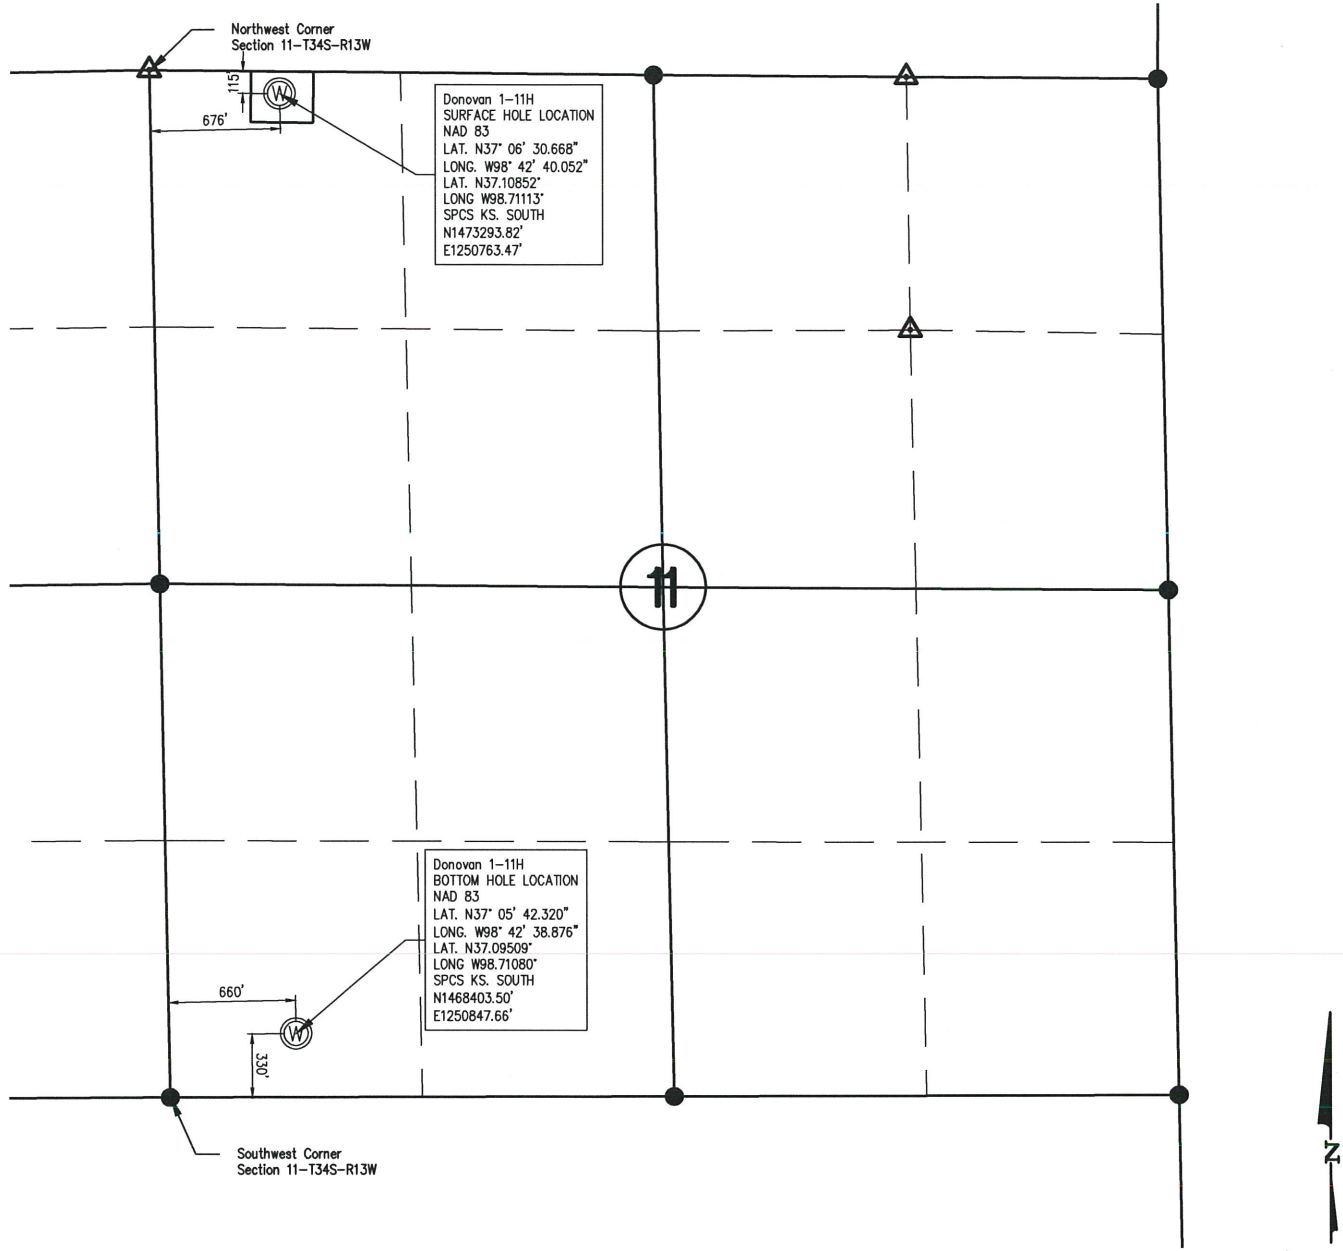 Northwest Corner
Section 11-T34S-R13W
115'
676'
Donovan 1-11H
SURFACE HOLE LOCATION
NAD 83
LAT. N37° 06' 30.668"
LONG. W98° 42' 40.052"
LAT. N37.10852°
LONG W98.71113°
SPCS KS. SOUTH
N1473293.82'
E1250763.47'
W
11
Donovan 1-11H
BOTTOM HOLE LOCATION
NAD 83
LAT. N37° 05' 42.320"
LONG. W98° 42' 38.876"
LAT. N37.09509°
LONG W98.71080°
SPCS KS. SOUTH
N1468403.50'
E1250847.66'
660'
W
330'
Southwest Corner
Section 11-T34S-R13W
N